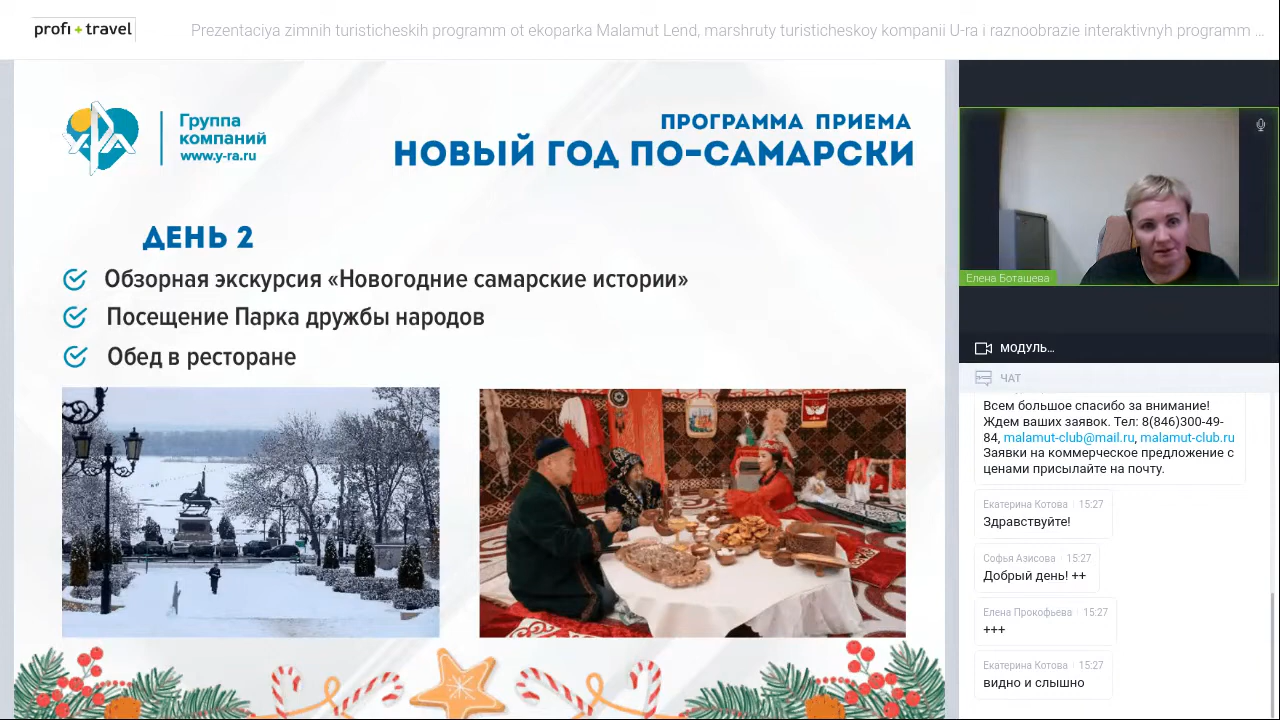 profi + travel
Prezentaciya zimnih turisticheskih programm ot ekoparka Malamut Lend, marshruty turisticheskoy kompanii U-ra i raznoobrazie interaktivnyh programm ...
Группа
компаний
www.y-ra.ru
ПРОГРАММА ПРИЕМА
НОВЫЙ ГОД ПО-САМАРСКИ
ДЕНЬ 2
Обзорная экскурсия «Новогодние самарские истории»
Посещение Парка дружбы народов
Обед в ресторане
Елена Боташева
МОДУЛЬ...
ЧАТ
Всем большое спасибо за внимание!
Ждем ваших заявок. Тел: 8(846)300-49-
84, malamut-club@mail.ru, malamut-club.ru
Заявки на коммерческое предложение с
ценами присылайте на почту.
Екатерина Котова 15:27
Здравствуйте!
Софья Азисова 15:27
Добрый день! ++
Елена Прокофьева 15:27
+++
Екатерина Котова 15:27
видно и слышно